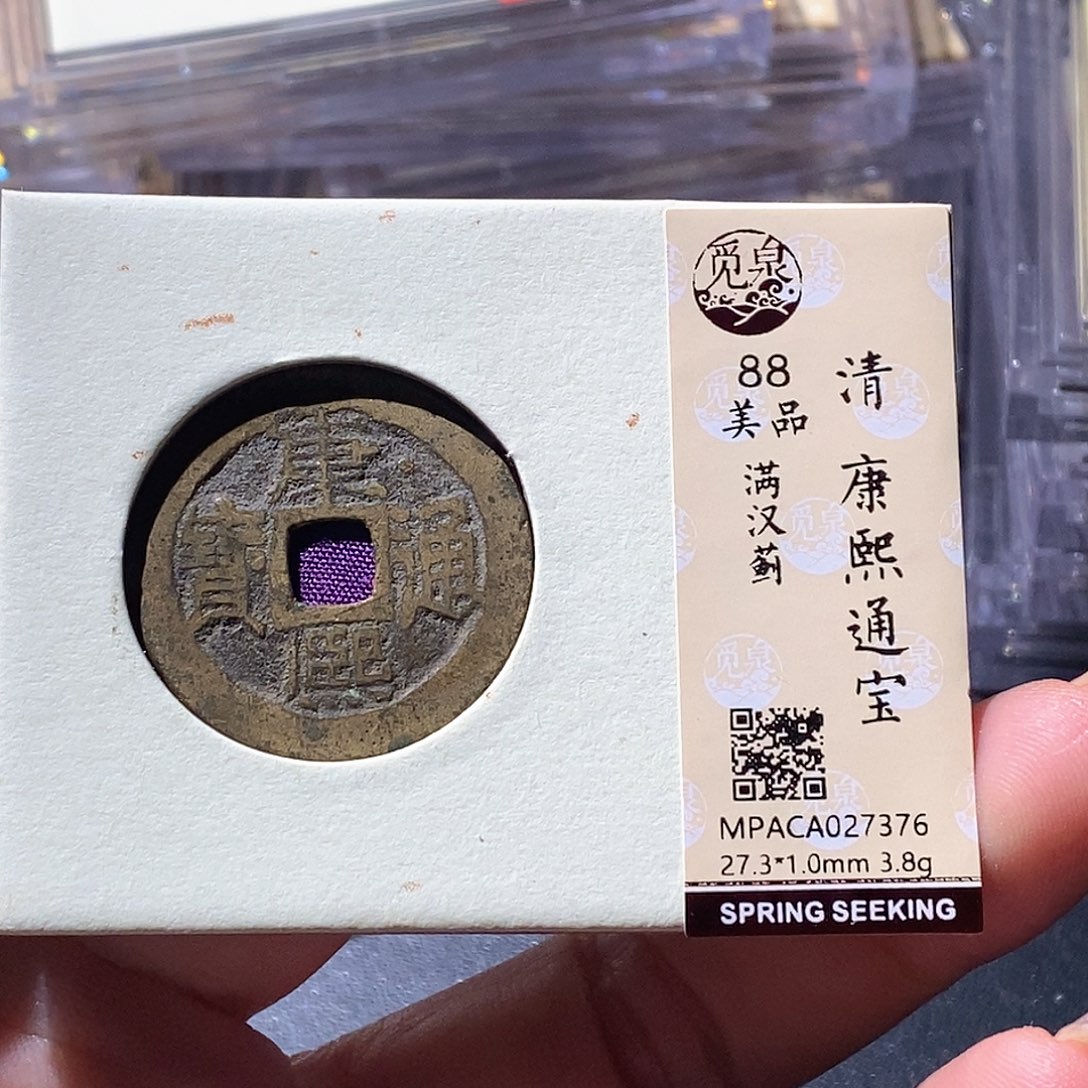 康熙通寳
觅泉
88
美品
满汉蓟
清 康熙通宝
MPACA027376
27.3*1.0mm 3.8g
SPRING SEEKING